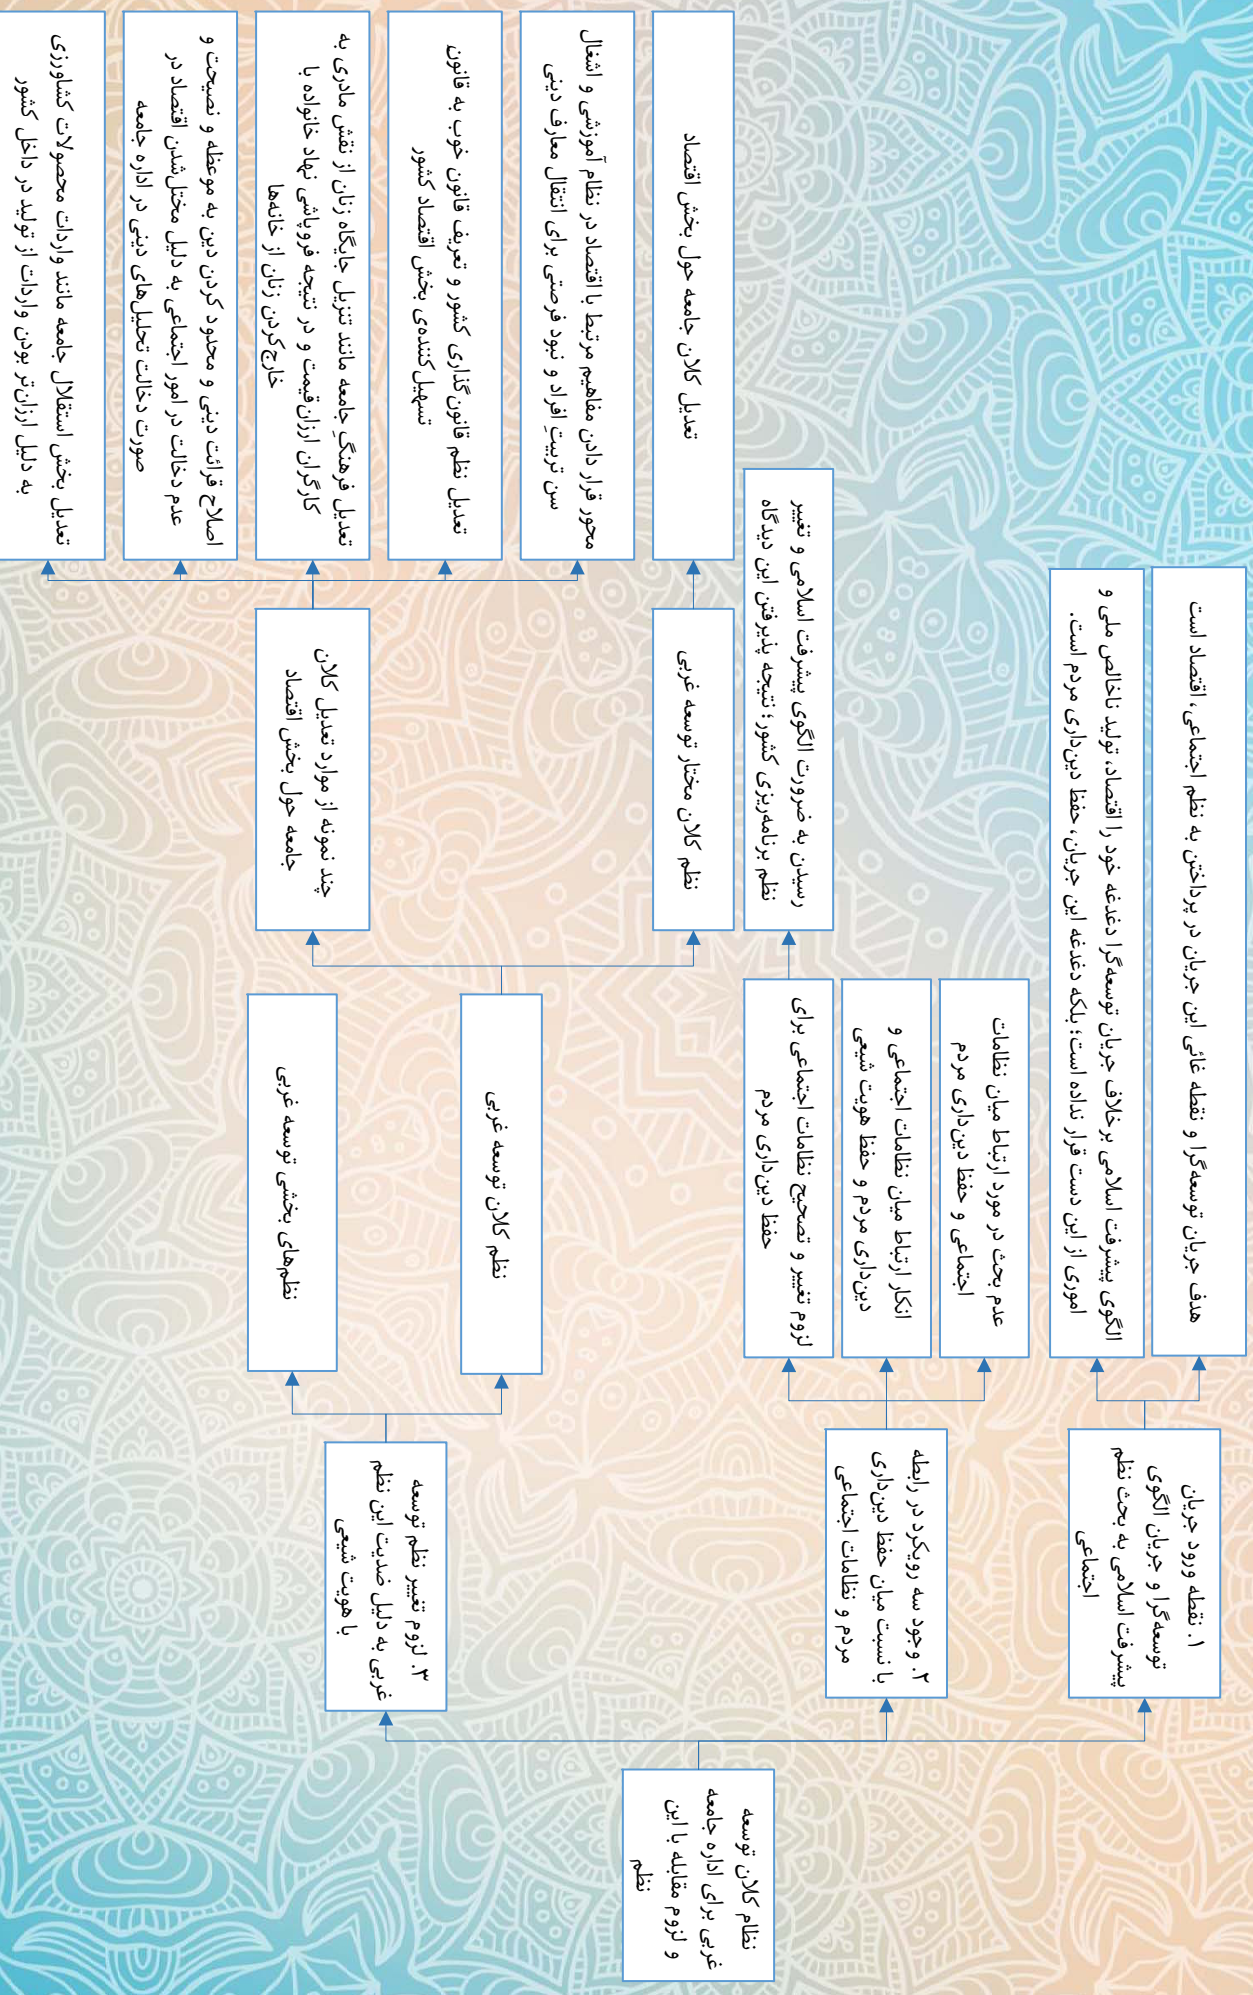 نظام کلان توسعه
غربی برای اداره جامعه
و لزوم مقابله با این
نظم
۱. نقطه ورود جریان
توسعه‌گرا و جریان الگوی
پیشرفت اسلامی به بحث نظم
اجتماعی
هدف جریان توسعه‌گرا و نقطه غائی این جریان در پرداختن به نظم اجتماعی، اقتصاد است
الگوی پیشرفت اسلامی برخلاف جریان توسعه‌گرا دغدغه خود را اقتصاد، تولید ناخالص ملی و
اموری از این دست قرار نداده است؛ بلکه دغدغه این جریان، حفظ دین‌داری مردم است.
۲. وجود سه رویکرد در رابطه
با نسبت میان حفظ دین‌داری
مردم و نظامات اجتماعی
عدم بحث در مورد ارتباط میان نظامات
اجتماعی و حفظ دین‌داری مردم
انکار ارتباط میان نظامات اجتماعی و
دین‌داری مردم و حفظ هویت شیعی
لزوم تغییر و تصحیح نظامات اجتماعی برای
حفظ دین‌داری مردم
رسیدن به ضرورت الگوی پیشرفت اسلامی و تغییر
نظم برنامه‌ریزی کشور؛ نتیجه پذیرفتن این دیدگاه
۳. لزوم تغییر نظم توسعه
غربی به دلیل ضدیت این نظم
با هویت شیعی
نظم کلان توسعه غربی
نظم کلان مختار توسعه غربی
تعدیل کلان جامعه حول بخش اقتصاد
چند نمونه از موارد تعدیل کلان
جامعه حول بخش اقتصاد
محور قرار دادن مفاهیم مرتبط با اقتصاد در نظام آموزشی و اشغال
سن تربیتِ افراد و نبود فرصتی برای انتقال معارف دینی
تعدیل نظم قانون‌گذاری کشور و تعریف قانون خوب به قانون
تسهیل‌کننده‌ی بخش اقتصاد کشور
تعدیل فرهنگِ جامعه مانند تنزیل جایگاه زنان از نقش مادری به
کارگران ارزان‌قیمت و در نتیجه فروپاشی نهاد خانواده با
خارج‌کردن زنان از خانه‌ها
اصلاح قرائت دینی و محدود کردن دین به موعظه و نصیحت و
عدم دخالت در امور اجتماعی به دلیل مختل‌شدن اقتصاد در
صورت دخالت تحلیل‌های دینی در اداره جامعه
تعدیل بخش استقلال جامعه مانند واردات محصولات کشاورزی
به دلیل ارزان‌تر بودن واردات از تولید در داخل کشور
نظم‌های بخشی توسعه غربی